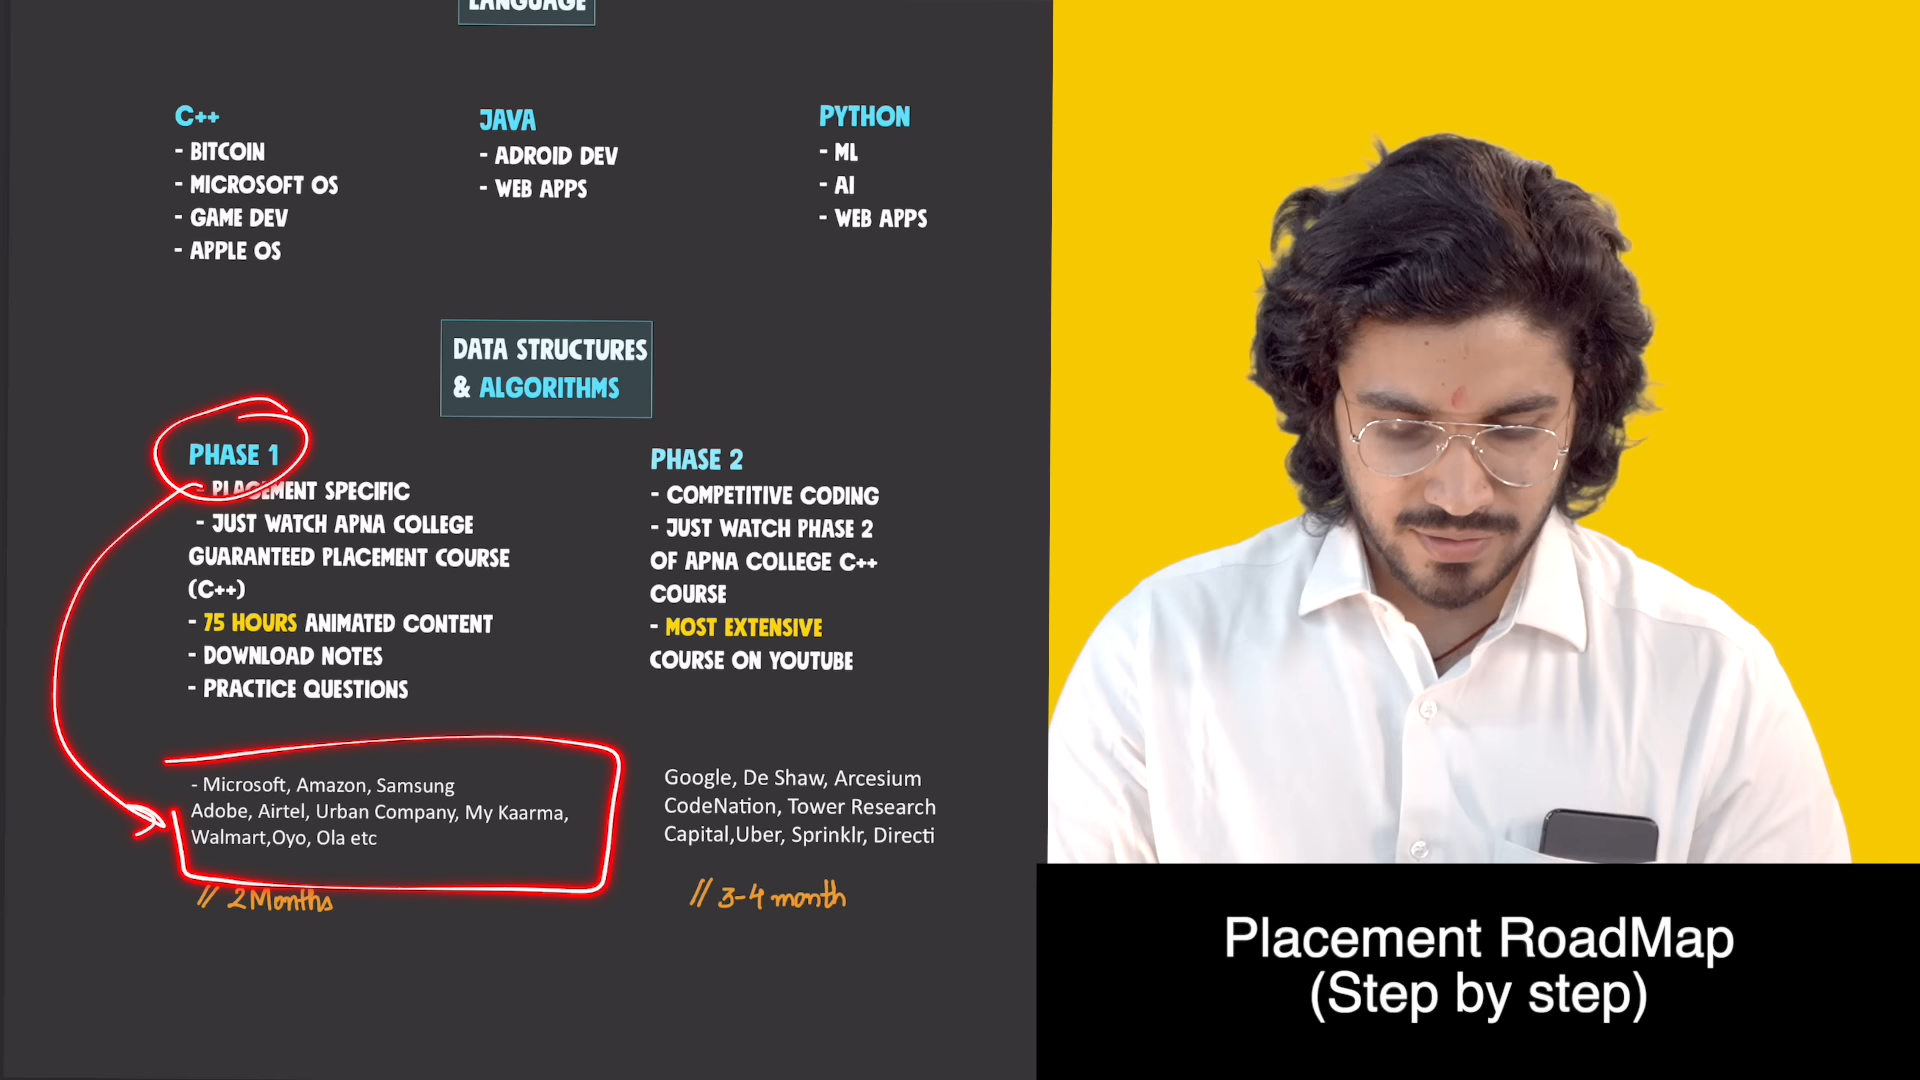 LANGUAGE
C++
- BITCOIN
- MICROSOFT OS
- GAME DEV
- APPLE OS
JAVA
- ADROID DEV
- WEB APPS
PYTHON
- ML
- AI
- WEB APPS
DATA STRUCTURES
& ALGORITHMS
PHASE 1
- PLACEMENT SPECIFIC
- JUST WATCH APNA COLLEGE
GUARANTEED PLACEMENT COURSE
(C++)
- 75 HOURS ANIMATED CONTENT
- DOWNLOAD NOTES
- PRACTICE QUESTIONS
- Microsoft, Amazon, Samsung
Adobe, Airtel, Urban Company, My Kaarma,
Walmart,Oyo, Ola etc
// 2Months
PHASE 2
- COMPETITIVE CODING
- JUST WATCH PHASE 2
OF APNA COLLEGE C++
COURSE
- MOST EXTENSIVE
COURSE ON YOUTUBE
Google, De Shaw, Arcesium
CodeNation, Tower Research
Capital,Uber, Sprinklr, Directi
// 3-4 month
Placement RoadMap
(Step by step)